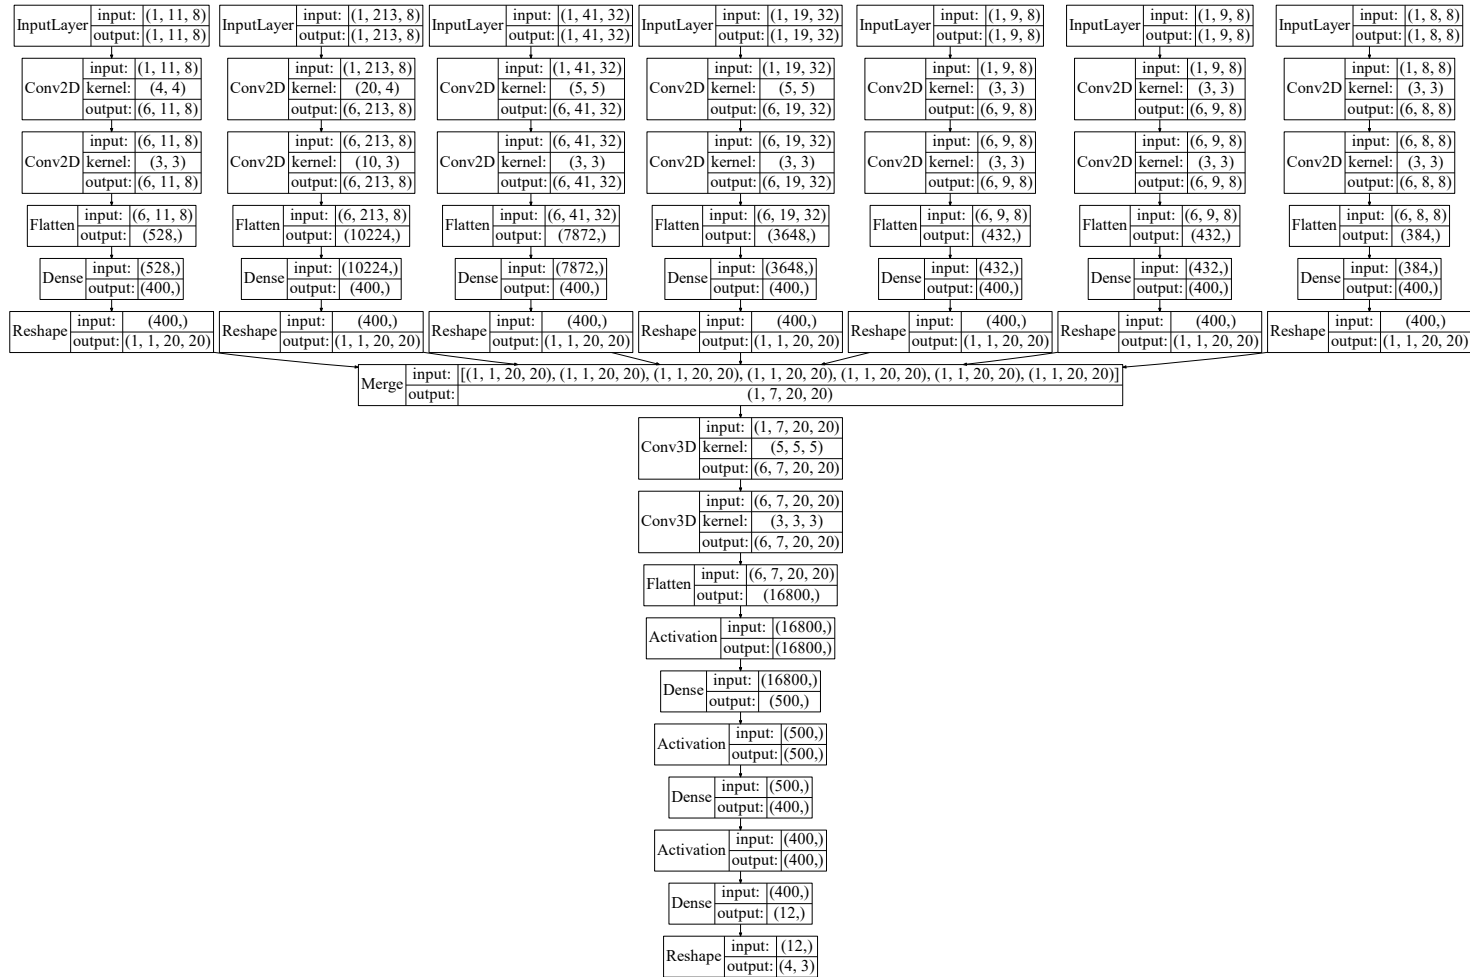 InputLayer input: (1, 11, 8) output: (1, 11, 8)
InputLayer input: (1, 213, 8) output: (1, 213, 8)
InputLayer input: (1, 41, 32) output: (1, 41, 32)
InputLayer input: (1, 19, 32) output: (1, 19, 32)
InputLayer input: (1, 9, 8) output: (1, 9, 8)
InputLayer input: (1, 9, 8) output: (1, 9, 8)
InputLayer input: (1, 8, 8) output: (1, 8, 8)
Conv2D input: (1, 11, 8) kernel: (4, 4) output: (6, 11, 8)
Conv2D input: (1, 213, 8) kernel: (20, 4) output: (6, 213, 8)
Conv2D input: (1, 41, 32) kernel: (5, 5) output: (6, 41, 32)
Conv2D input: (1, 19, 32) kernel: (5, 5) output: (6, 19, 32)
Conv2D input: (1, 9, 8) kernel: (3, 3) output: (6, 9, 8)
Conv2D input: (1, 9, 8) kernel: (3, 3) output: (6, 9, 8)
Conv2D input: (1, 8, 8) kernel: (3, 3) output: (6, 8, 8)
Conv2D input: (6, 11, 8) kernel: (3, 3) output: (6, 11, 8)
Conv2D input: (6, 213, 8) kernel: (10, 3) output: (6, 213, 8)
Conv2D input: (6, 41, 32) kernel: (3, 3) output: (6, 41, 32)
Conv2D input: (6, 19, 32) kernel: (3, 3) output: (6, 19, 32)
Conv2D input: (6, 9, 8) kernel: (3, 3) output: (6, 9, 8)
Conv2D input: (6, 9, 8) kernel: (3, 3) output: (6, 9, 8)
Conv2D input: (6, 8, 8) kernel: (3, 3) output: (6, 8, 8)
Flatten input: (6, 11, 8) output: (528,)
Flatten input: (6, 213, 8) output: (10224,)
Flatten input: (6, 41, 32) output: (7872,)
Flatten input: (6, 19, 32) output: (3648,)
Flatten input: (6, 9, 8) output: (432,)
Flatten input: (6, 9, 8) output: (432,)
Flatten input: (6, 8, 8) output: (384,)
Dense input: (528,) output: (400,)
Dense input: (10224,) output: (400,)
Dense input: (7872,) output: (400,)
Dense input: (3648,) output: (400,)
Dense input: (432,) output: (400,)
Dense input: (432,) output: (400,)
Dense input: (384,) output: (400,)
Reshape input: (400,) output: (1, 1, 20, 20)
Reshape input: (400,) output: (1, 1, 20, 20)
Reshape input: (400,) output: (1, 1, 20, 20)
Reshape input: (400,) output: (1, 1, 20, 20)
Reshape input: (400,) output: (1, 1, 20, 20)
Reshape input: (400,) output: (1, 1, 20, 20)
Reshape input: (400,) output: (1, 1, 20, 20)
Merge input: [(1, 1, 20, 20), (1, 1, 20, 20), (1, 1, 20, 20), (1, 1, 20, 20), (1, 1, 20, 20), (1, 1, 20, 20), (1, 1, 20, 20)]
output: (1, 7, 20, 20)
Conv3D input: (1, 7, 20, 20) kernel: (5, 5, 5) output: (6, 7, 20, 20)
Conv3D input: (6, 7, 20, 20) kernel: (3, 3, 3) output: (6, 7, 20, 20)
Flatten input: (6, 7, 20, 20) output: (16800,)
Activation input: (16800,) output: (16800,)
Dense input: (16800,) output: (500,)
Activation input: (500,) output: (500,)
Dense input: (500,) output: (400,)
Activation input: (400,) output: (400,)
Dense input: (400,) output: (12,)
Reshape input: (12,) output: (4, 3)